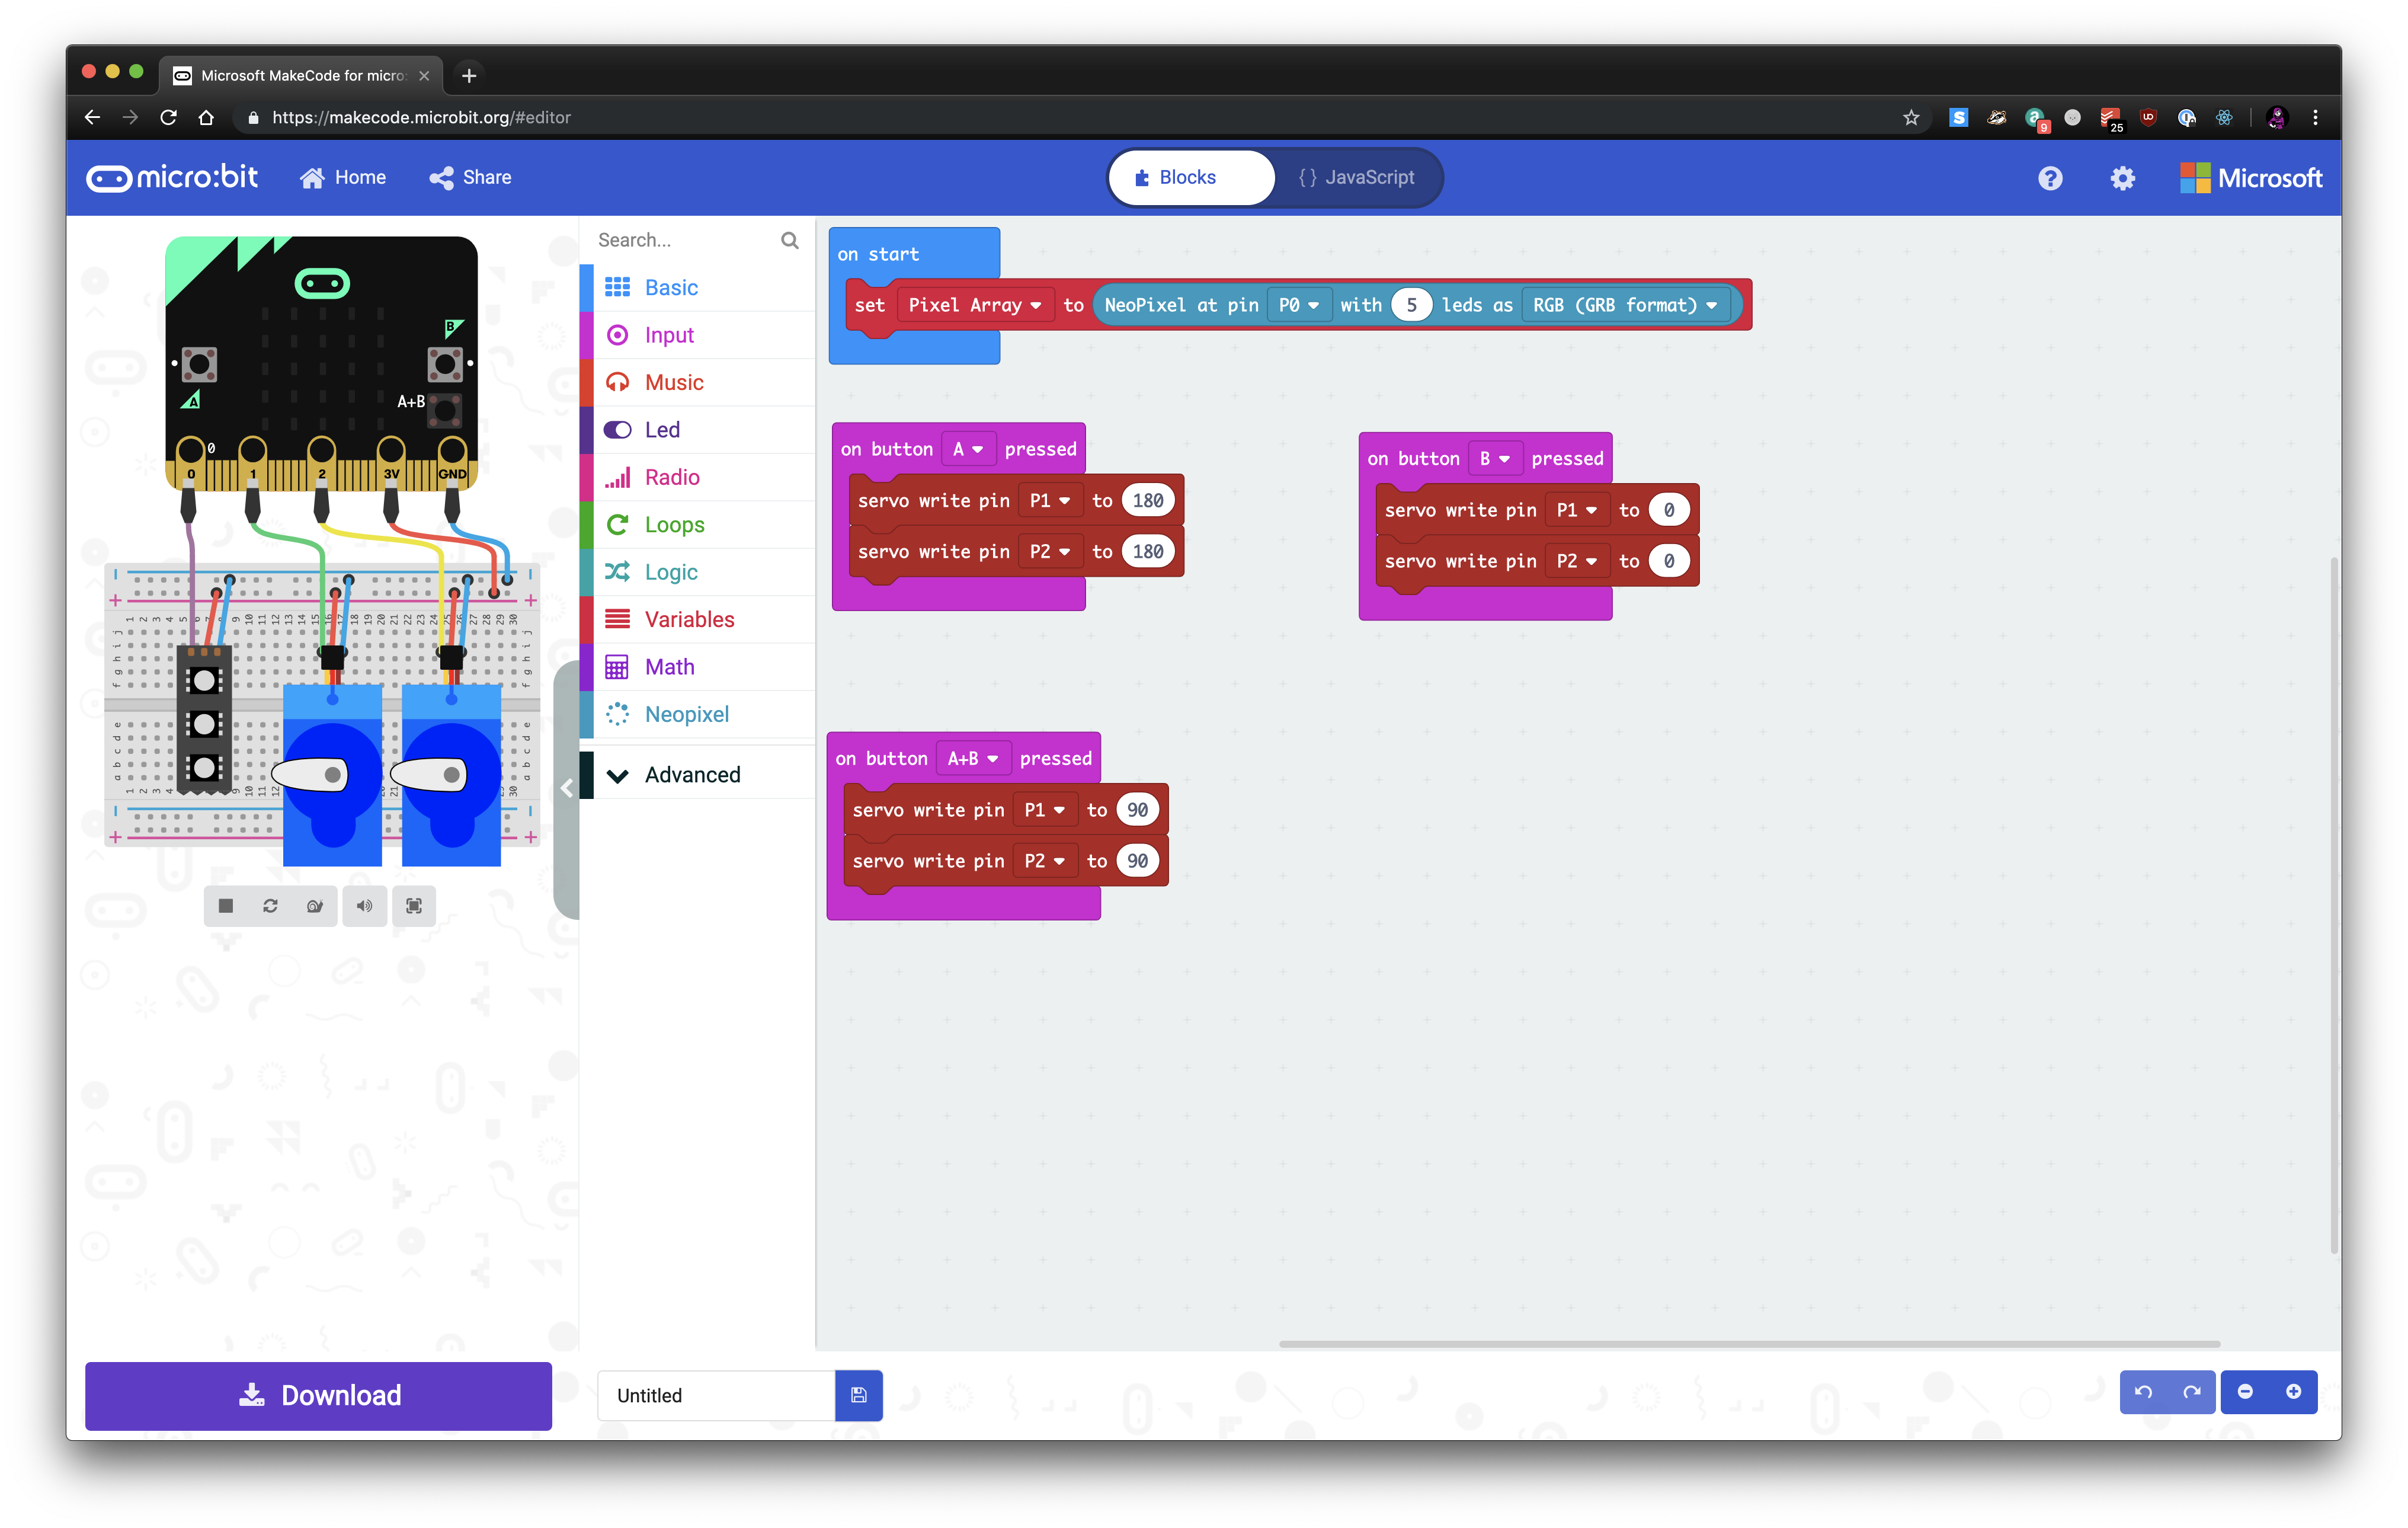 Microsoft MakeCode for micro:
https://makecode.microbit.org/#editor
9
25
micro:bit
Home
Share
Blocks
{ } JavaScript
Microsoft
Search...
Basic
Input
Music
Led
Radio
Loops
Logic
Variables
Math
Neopixel
Advanced
B
A
A+B
0
0 1 2 3V GND
on start
set Pixel Array to NeoPixel at pin P0 with 5 leds as RGB (GRB format)
on button A pressed
servo write pin P1 to 180
servo write pin P2 to 180
on button B pressed
servo write pin P1 to 0
servo write pin P2 to 0
on button A+B pressed
servo write pin P1 to 90
servo write pin P2 to 90
Download
Untitled